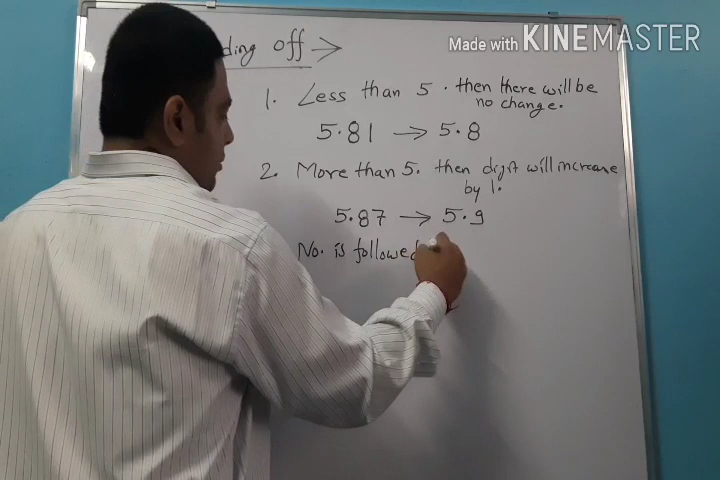 Made with KINEMASTER
off →
1. Less than 5. then there will be
no change.
5.81 → 5.8
2. More than 5. then digit will increase
by 1.
5.87 → 5.9
No. is followed